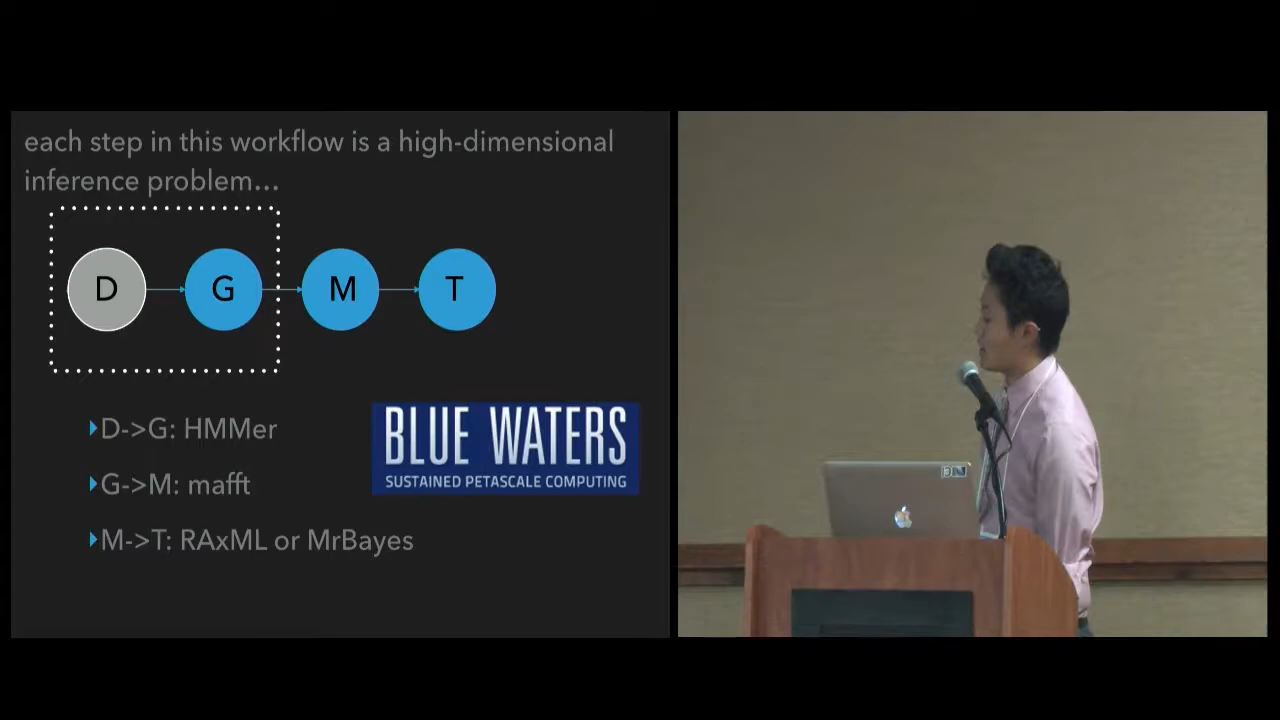 each step in this workflow is a high-dimensional
inference problem...
D G M T
D->G: HMMer
G->M: mafft
M->T: RAxML or MrBayes
BLUE WATERS
SUSTAINED PETASCALE COMPUTING